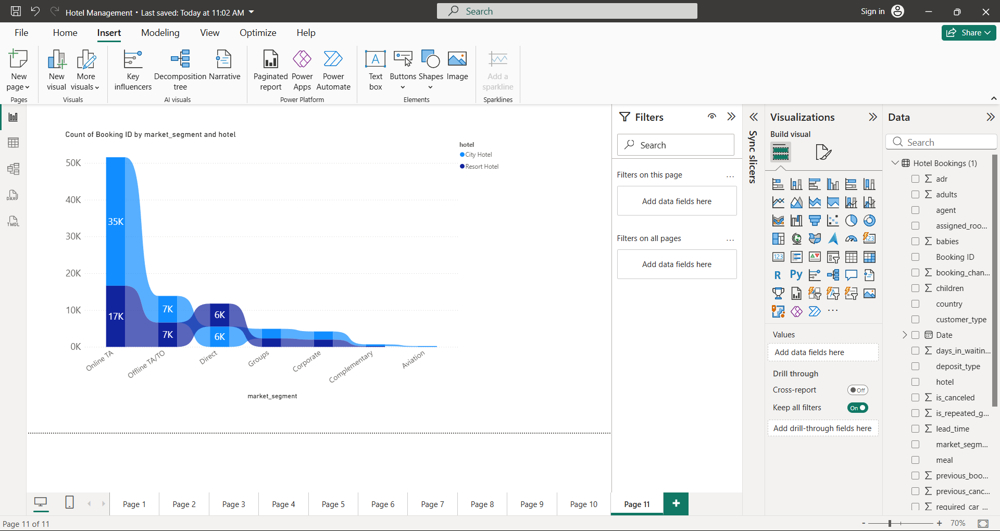 Hotel Management • Last saved: Today at 11:02 AM
Search
Sign in
File Home Insert Modeling View Optimize Help
Share
New page
New visual
More visuals
Key influencers
Decomposition tree
Narrative
Paginated report
Power Apps
Power Automate
Text box
Buttons
Shapes
Image
Add a sparkline
Pages
Visuals
AI visuals
Power Platform
Elements
Sparklines
DAX
TMDL
Count of Booking ID by market_segment and hotel
hotel
City Hotel
Resort Hotel
50K
40K
30K
20K
10K
0K
35K
17K
7K
7K
6K
6K
Online TA
Offline TA/TO
Direct
Groups
Corporate
Complementary
Aviation
market_segment
Filters
Search
Filters on this page ...
Add data fields here
Filters on all pages ...
Add data fields here
Sync slicers
Visualizations
Build visual
123
123
R
Py
...
Values
Add data fields here
Drill through
Cross-report
Off
Keep all filters
On
Add drill-through fields here
Data
Search
Hotel Bookings (1)
Σ adr
Σ adults
agent
assigned_roo...
Σ babies
Booking ID
Σ booking_chan...
Σ children
country
customer_type
Date
Σ days_in_waitin...
deposit_type
hotel
Σ is_canceled
Σ is_repeated_g...
Σ lead_time
market_segm...
meal
Σ previous_boo...
Σ previous_canc...
Σ required_car_...
Page 1
Page 2
Page 3
Page 4
Page 5
Page 6
Page 7
Page 8
Page 9
Page 10
Page 11
+
Page 11 of 11
- + 70%